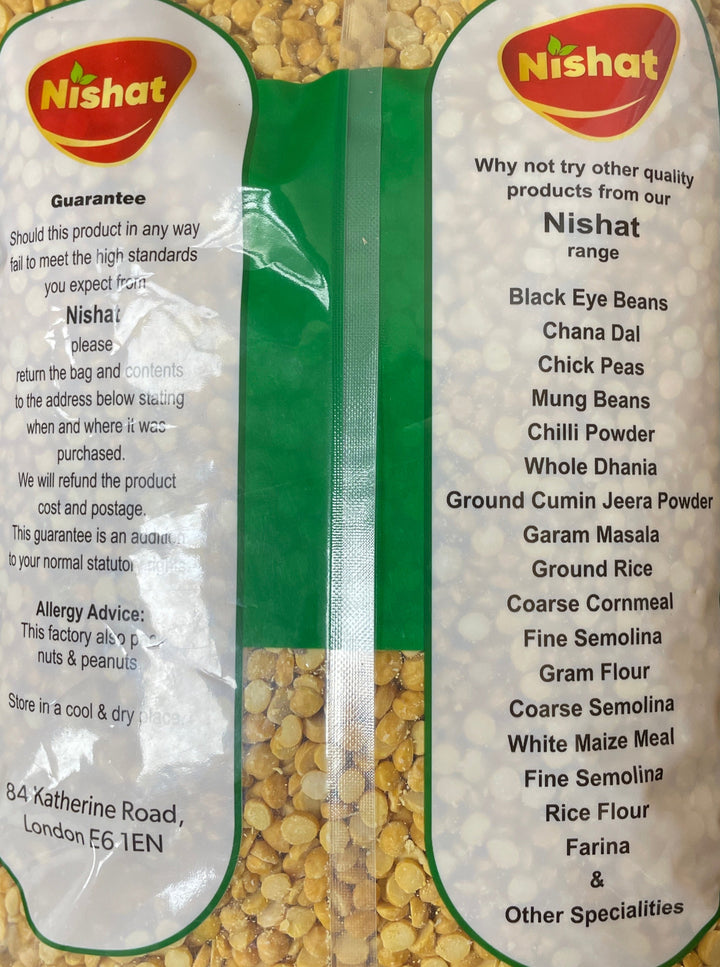 Nishat
Guarantee
Should this product in any way
fail to meet the high standards
you expect from
Nishat
please
return the bag and contents
to the address below stating
when and where it was
purchased.
We will refund the product
cost and postage.
This guarantee is an
to your normal
Allergy Advice:
This factory also
nuts & peanuts
Store in a cool & dry place,
84 Katherine Road,
London E6 1EN
Nishat
Why not try other quality
products from our
Nishat
range
Black Eye Beans
Chana Dal
Chick Peas
Mung Beans
Chilli Powder
Whole Dhania
Ground Cumin Jeera Powder
Garam Masala
Ground Rice
Coarse Cornmeal
Fine Semolina
Gram Flour
Coarse Semolina
White Maize Meal
Fine Semolina
Rice Flour
Farina
&
Other Specialities